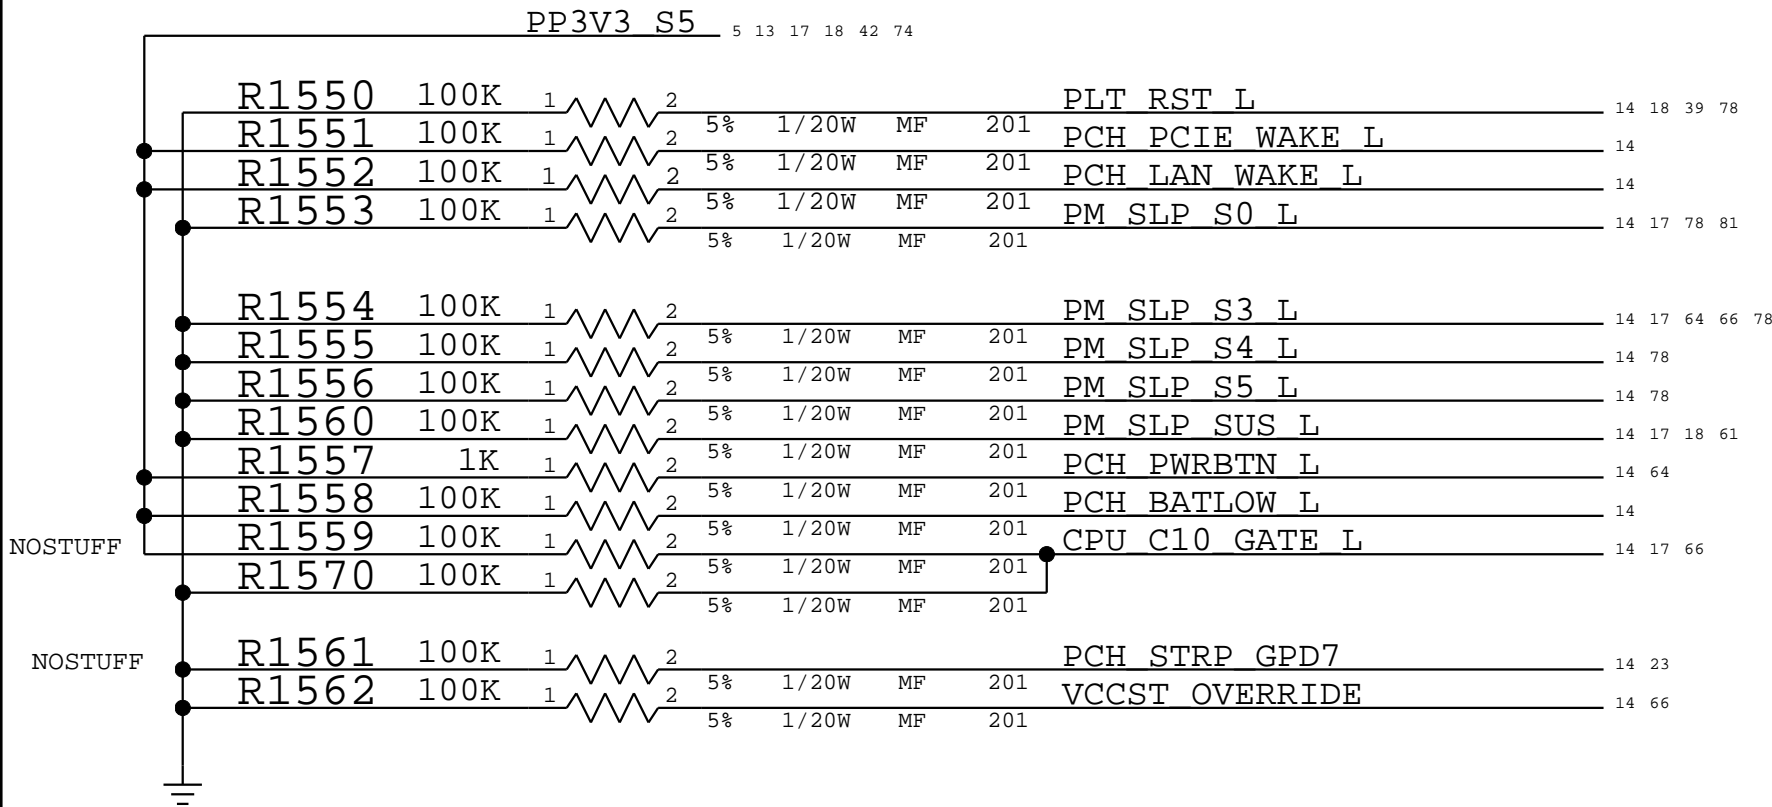 PP3V3_S5 5 13 17 18 42 74
R1550 100K 1 2 PLT_RST_L 14 18 39 78
5% 1/20W MF 201
R1551 100K 1 2 PCH_PCIE_WAKE_L 14
5% 1/20W MF 201
R1552 100K 1 2 PCH_LAN_WAKE_L 14
5% 1/20W MF 201
R1553 100K 1 2 PM_SLP_S0_L 14 17 78 81
5% 1/20W MF 201
R1554 100K 1 2 PM_SLP_S3_L 14 17 64 66 78
5% 1/20W MF 201
R1555 100K 1 2 PM_SLP_S4_L 14 78
5% 1/20W MF 201
R1556 100K 1 2 PM_SLP_S5_L 14 78
5% 1/20W MF 201
R1560 100K 1 2 PM_SLP_SUS_L 14 17 18 61
5% 1/20W MF 201
R1557 1K 1 2 PCH_PWRBTN_L 14 64
5% 1/20W MF 201
R1558 100K 1 2 PCH_BATLOW_L 14
5% 1/20W MF 201
NOSTUFF R1559 100K 1 2 CPU_C10_GATE_L 14 17 66
5% 1/20W MF 201
R1570 100K 1 2
5% 1/20W MF 201
NOSTUFF R1561 100K 1 2 PCH_STRP_GPD7 14 23
5% 1/20W MF 201
R1562 100K 1 2 VCCST_OVERRIDE 14 66
5% 1/20W MF 201